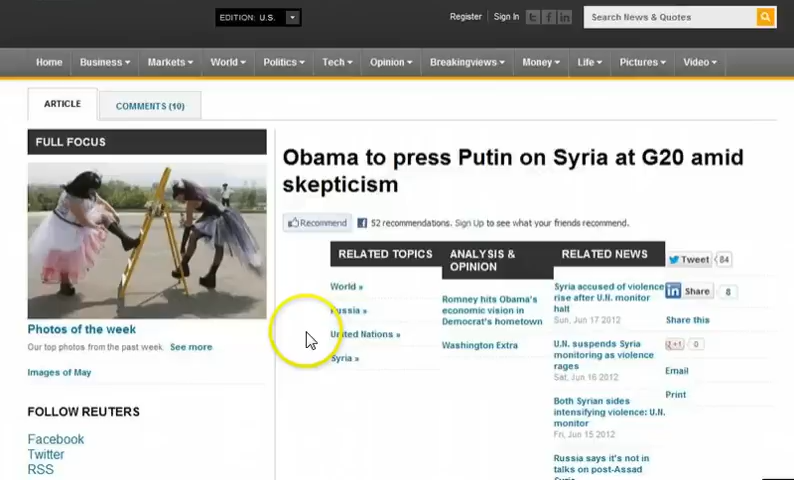 EDITION: U.S.
Register
Sign In
Search News & Quotes
Home
Business
Markets
World
Politics
Tech
Opinion
Breakingviews
Money
Life
Pictures
Video
ARTICLE
COMMENTS (10)
FULL FOCUS
Photos of the week
Our top photos from the past week. See more
Images of May
FOLLOW REUTERS
Facebook
Twitter
RSS
Obama to press Putin on Syria at G20 amid
skepticism
Recommend
52 recommendations. Sign Up to see what your friends recommend.
RELATED TOPICS
World »
Russia »
United Nations »
Syria »
ANALYSIS &
OPINION
Romney hits Obama's
economic vision in
Democrat's hometown
Washington Extra
RELATED NEWS
Syria accused of violence
rise after U.N. monitor
halt
Sun, Jun 17 2012
U.N. suspends Syria
monitoring as violence
rages
Sat, Jun 16 2012
Both Syrian sides
intensifying violence: U.N.
monitor
Fri, Jun 15 2012
Russia says it's not in
talks on post-Assad
Tweet 84
in Share 8
Share this
+1 0
Email
Print